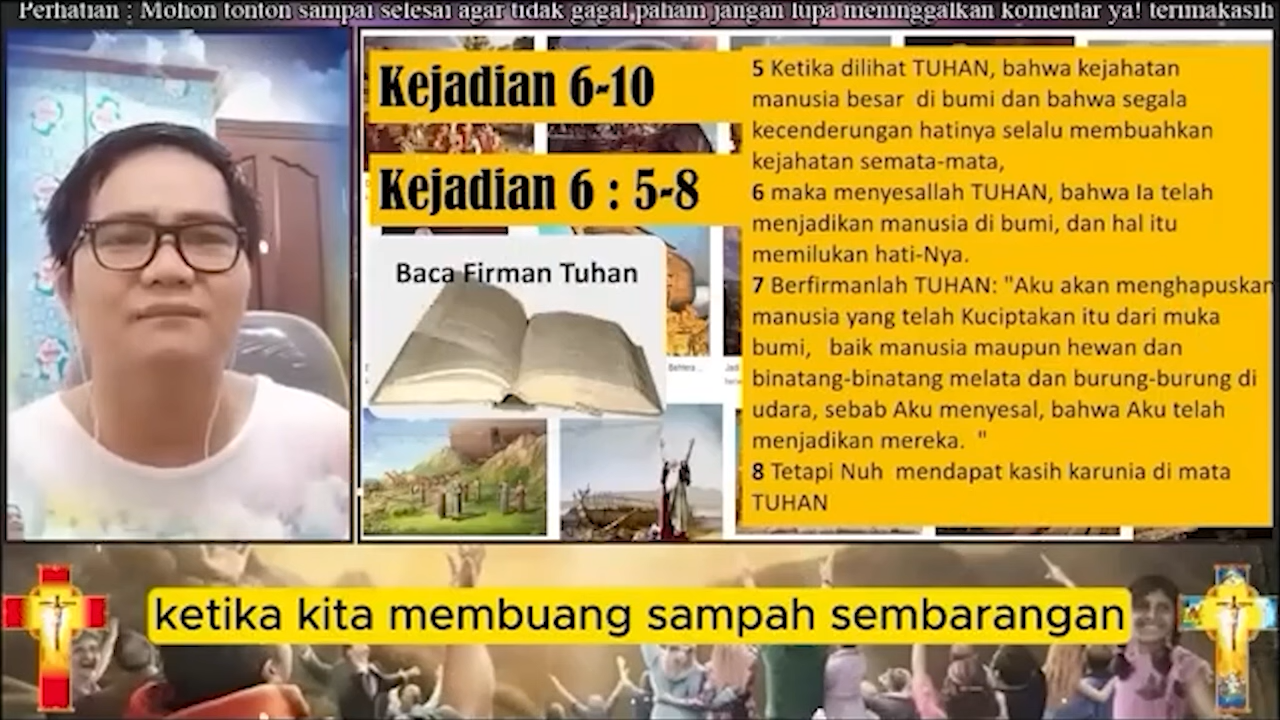 Perhatian : Mohon tonton sampai selesai agar tidak gagal paham jangan lupa meninggalkan komentar ya! terimakasih
Kejadian 6-10
Kejadian 6 : 5-8
Baca Firman Tuhan
5 Ketika dilihat TUHAN, bahwa kejahatan
manusia besar di bumi dan bahwa segala
kecenderungan hatinya selalu membuahkan
kejahatan semata-mata,
6 maka menyesallah TUHAN, bahwa Ia telah
menjadikan manusia di bumi, dan hal itu
memilukan hati-Nya.
7 Berfirmanlah TUHAN: "Aku akan menghapuskan
manusia yang telah Kuciptakan itu dari muka
bumi, baik manusia maupun hewan dan
binatang-binatang melata dan burung-burung di
udara, sebab Aku menyesal, bahwa Aku telah
menjadikan mereka. "
8 Tetapi Nuh mendapat kasih karunia di mata
TUHAN
ketika kita membuang sampah sembarangan